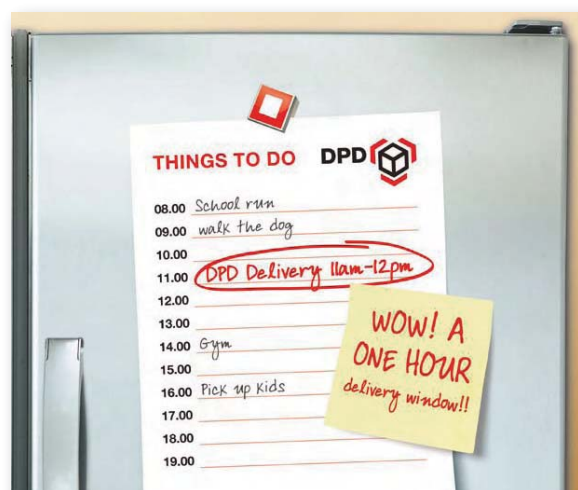 THINGS TO DO DPD
08.00 School run
09.00 walk the dog
10.00
11.00 DPD Delivery 11am-12pm
12.00
13.00
14.00 Gym
15.00
16.00 Pick up kids
17.00
18.00
19.00
WOW! A
ONE HOUR
delivery window!!